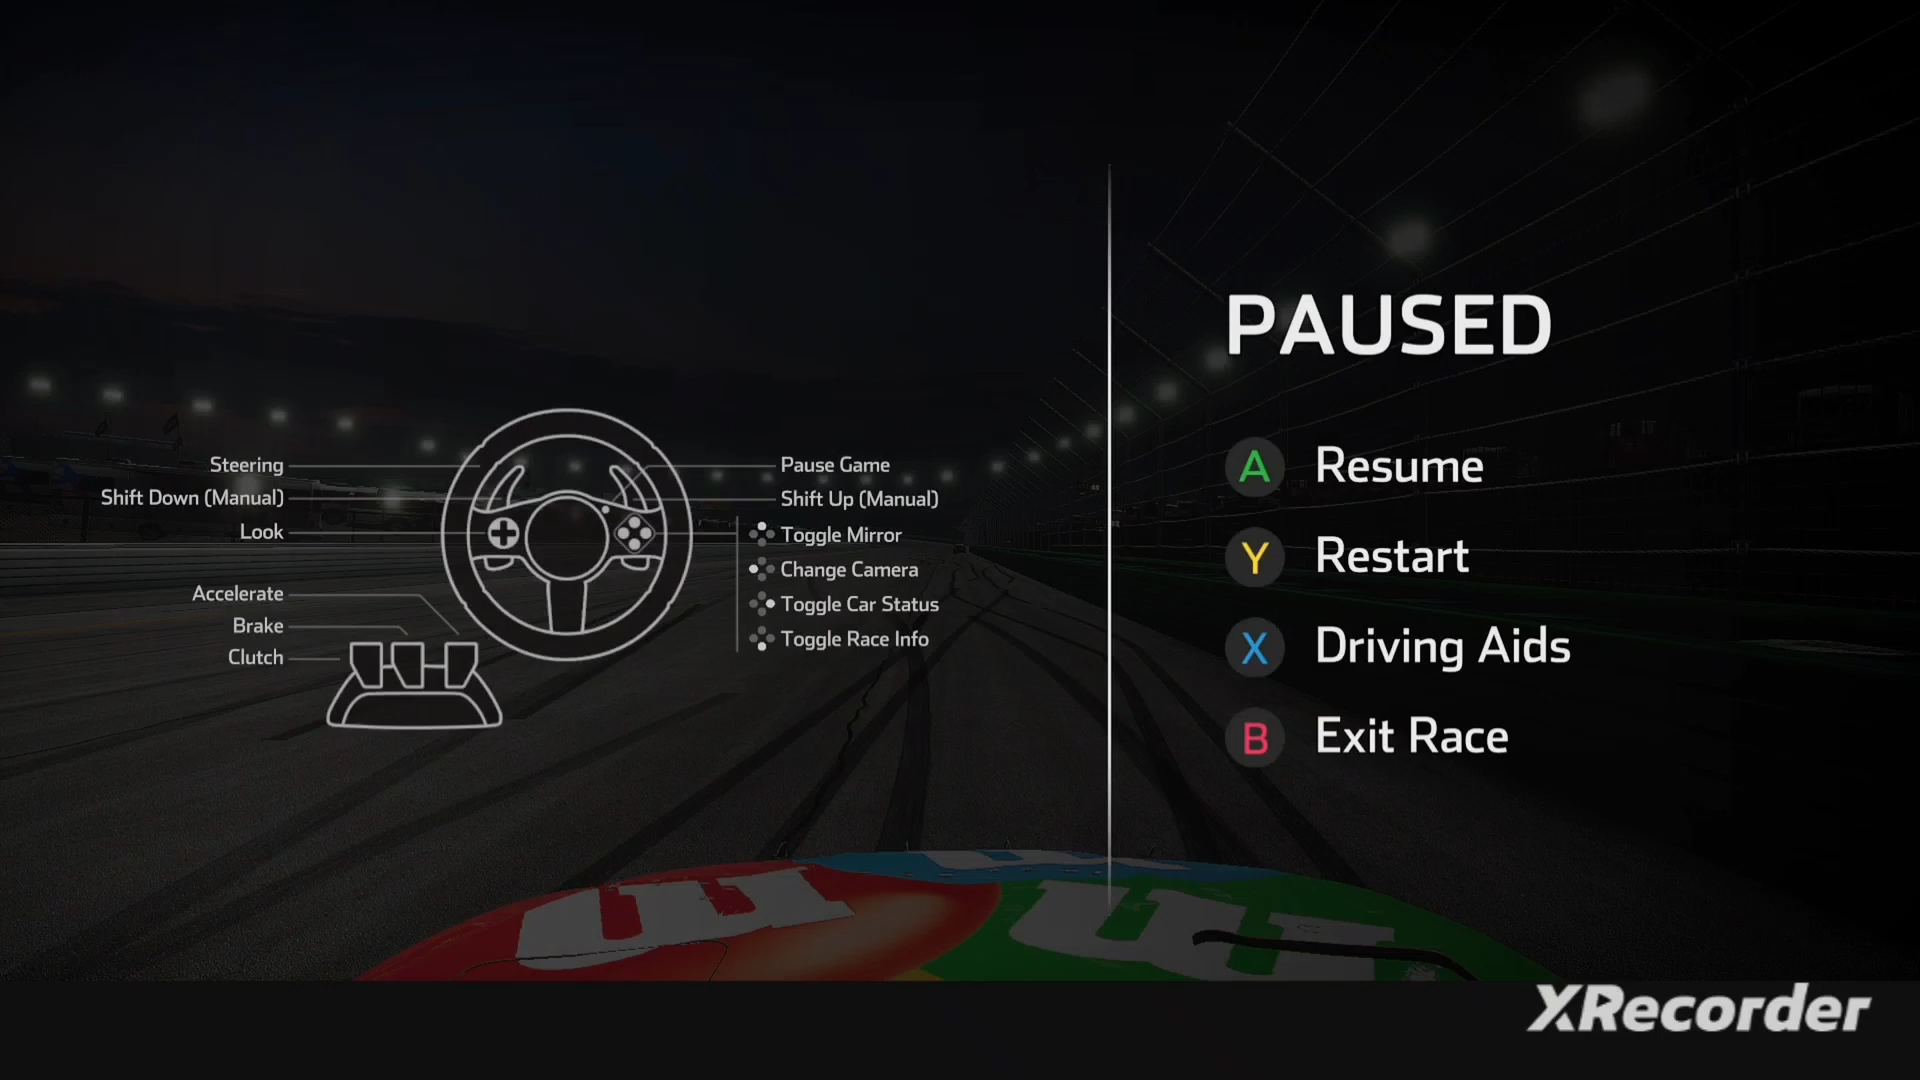 PAUSED
Steering
Shift Down (Manual)
Look
Accelerate
Brake
Clutch
Pause Game
Shift Up (Manual)
Toggle Mirror
Change Camera
Toggle Car Status
Toggle Race Info
A Resume
Y Restart
X Driving Aids
B Exit Race
m m
XRecorder